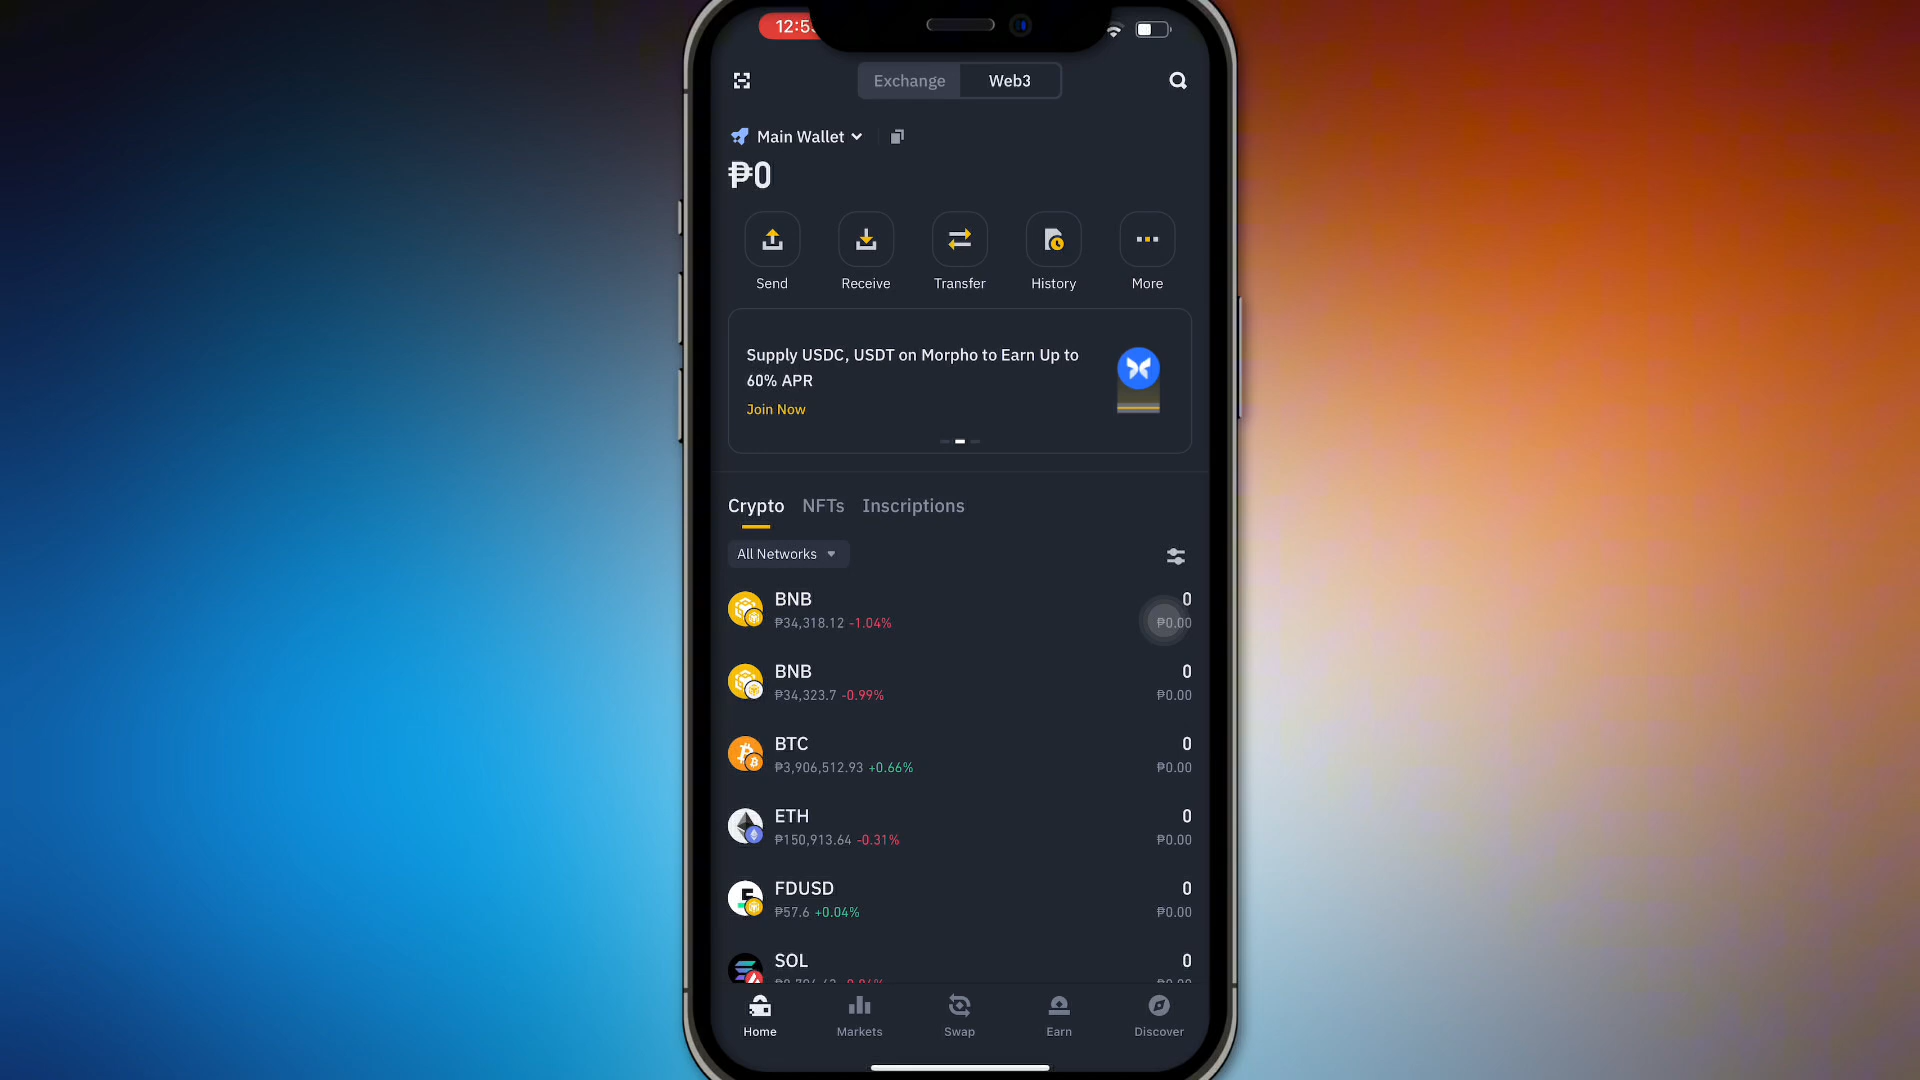 12:5
Exchange
Web3
Main Wallet
₱0
Send
Receive
Transfer
History
More
Supply USDC, USDT on Morpho to Earn Up to
60% APR
Join Now
Crypto
NFTs
Inscriptions
All Networks
BNB
0
₱34,318.12 -1.04%
₱0.00
BNB
0
₱34,323.7 -0.99%
₱0.00
BTC
0
₱3,906,512.93 +0.66%
₱0.00
ETH
0
₱150,913.64 -0.31%
₱0.00
FDUSD
0
₱57.6 +0.04%
₱0.00
SOL
0
Home
Markets
Swap
Earn
Discover